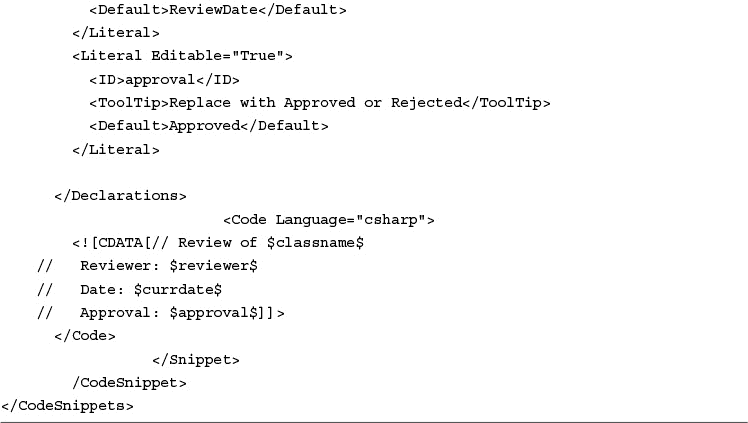 <Default>ReviewDate</Default>
</Literal>
<Literal Editable="True">
<ID>approval</ID>
<ToolTip>Replace with Approved or Rejected</ToolTip>
<Default>Approved</Default>
</Literal>
</Declarations>
<Code Language="csharp">
<![CDATA[// Review of $classname$
//   Reviewer: $reviewer$
//   Date: $currdate$
//   Approval: $approval$]]>
</Code>
</Snippet>
/CodeSnippet>
</CodeSnippets>